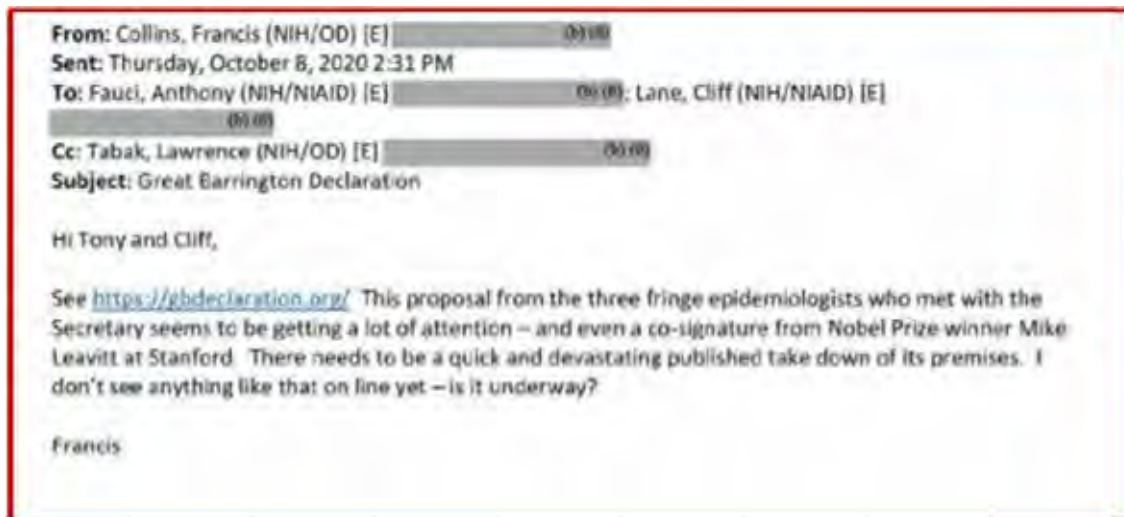 From: Collins, Francis (NIH/OD) [E] (b) (6)
Sent: Thursday, October 8, 2020 2:31 PM
To: Fauci, Anthony (NIH/NIAID) [E] (b) (6); Lane, Cliff (NIH/NIAID) [E]
(b) (6)
Cc: Tabak, Lawrence (NIH/OD) [E] (b) (6)
Subject: Great Barrington Declaration
Hi Tony and Cliff,
See https://gbdeclaration.org/ This proposal from the three fringe epidemiologists who met with the
Secretary seems to be getting a lot of attention – and even a co-signature from Nobel Prize winner Mike
Leavitt at Stanford There needs to be a quick and devastating published take down of its premises. I
don't see anything like that on line yet – is it underway?
Francis